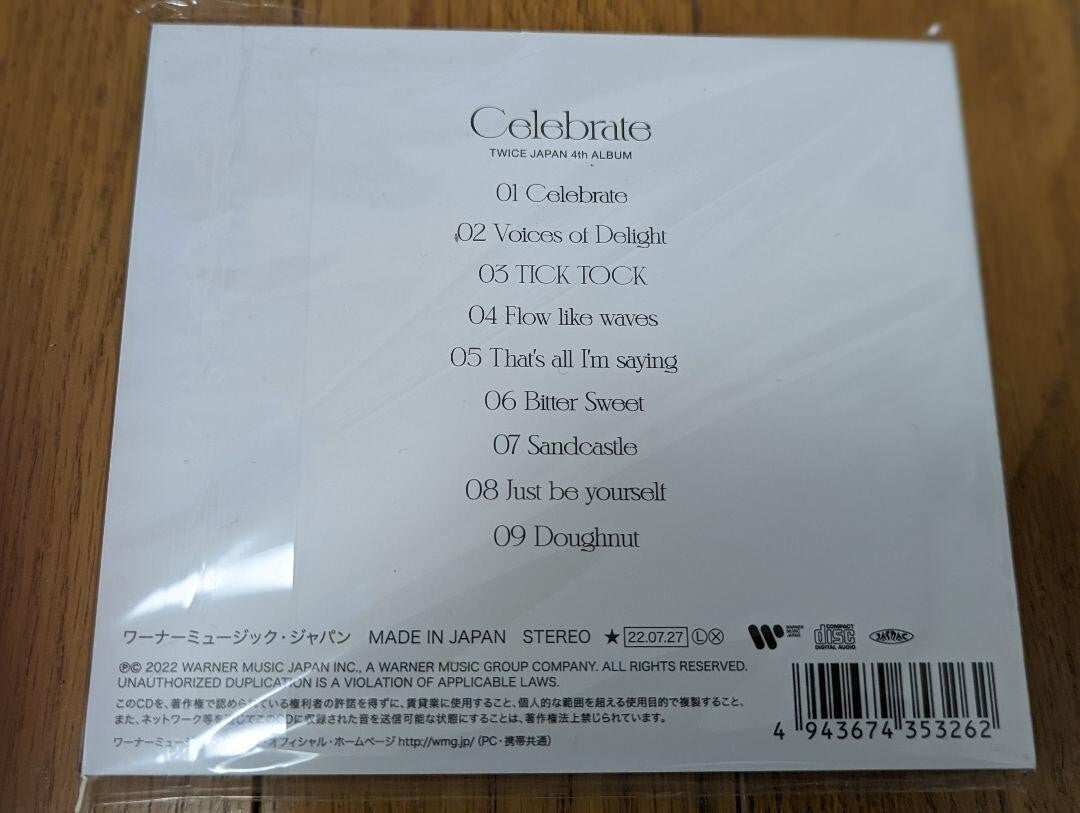 Celebrate
TWICE JAPAN 4th ALBUM
01 Celebrate
02 Voices of Delight
03 TICK TOCK
04 Flow like waves
05 That's all I'm saying
06 Bitter Sweet
07 Sandcastle
08 Just be yourself
09 Doughnut
ワーナーミュージック・ジャパン MADE IN JAPAN STEREO ★ 22.07.27 Ⓛ Ⓧ
WARNER MUSIC JAPAN
COMPACT disc DIGITAL AUDIO
JASRAC
ⓅⒸ 2022 WARNER MUSIC JAPAN INC., A WARNER MUSIC GROUP COMPANY. ALL RIGHTS RESERVED.
UNAUTHORIZED DUPLICATION IS A VIOLATION OF APPLICABLE LAWS.
このCDを、著作権で認められている権利者の許諾を得ずに、賃貸業に使用すること、個人的な範囲を超える使用目的で複製すること、
また、ネットワーク等を通じてこのCDに収録された音を送信可能な状態にすることは、著作権法上禁じられています。
ワーナーミュージ オフィシャル・ホームページ http://wmg.jp/ (PC・携帯共通)
4 943674 353262